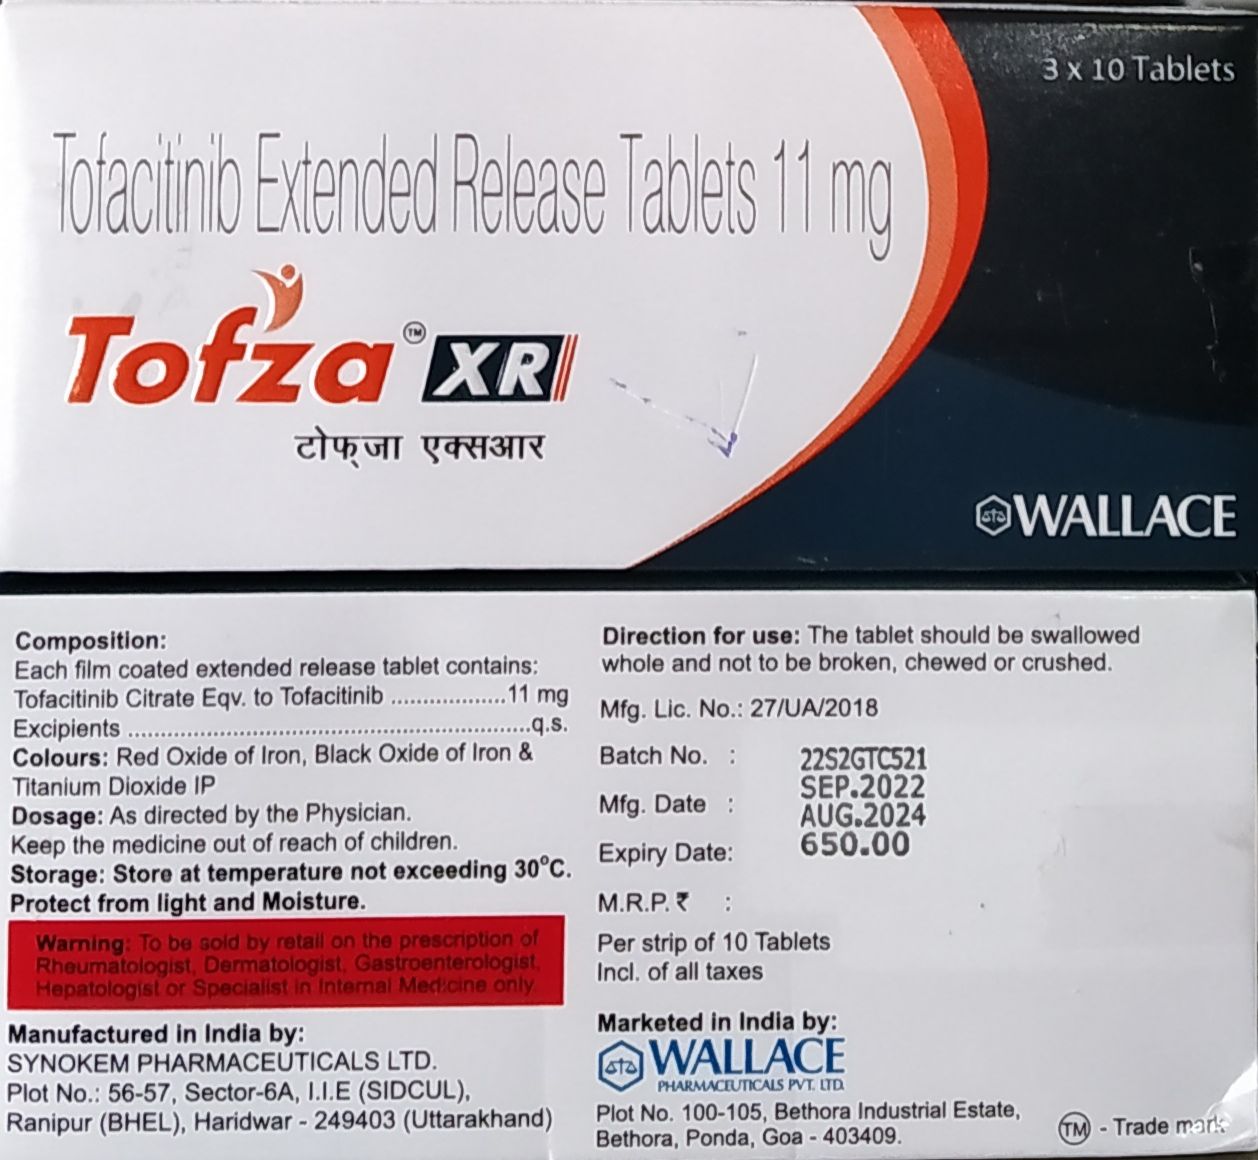 3 x 10 Tablets
Tofacitinib Extended Release Tablets 11 mg
Tofza™ XR
टोफ्जा एक्सआर
WALLACE
Composition:
Each film coated extended release tablet contains:
Tofacitinib Citrate Eqv. to Tofacitinib ..................11 mg
Excipients ..............................................................q.s.
Colours: Red Oxide of Iron, Black Oxide of Iron &
Titanium Dioxide IP
Dosage: As directed by the Physician.
Keep the medicine out of reach of children.
Storage: Store at temperature not exceeding 30°C.
Protect from light and Moisture.
Warning: To be sold by retail on the prescription of
Rheumatologist, Dermatologist, Gastroenterologist,
Hepatologist or Specialist in Internal Medicine only.
Manufactured in India by:
SYNOKEM PHARMACEUTICALS LTD.
Plot No.: 56-57, Sector-6A, I.I.E (SIDCUL),
Ranipur (BHEL), Haridwar - 249403 (Uttarakhand)
Direction for use: The tablet should be swallowed
whole and not to be broken, chewed or crushed.
Mfg. Lic. No.: 27/UA/2018
Batch No. : 22S2GTC521
Mfg. Date : SEP.2022
Expiry Date: AUG.2024
M.R.P.₹ : 650.00
Per strip of 10 Tablets
Incl. of all taxes
Marketed in India by:
WALLACE
PHARMACEUTICALS PVT. LTD.
Plot No. 100-105, Bethora Industrial Estate,
Bethora, Ponda, Goa - 403409.
TM - Trade mark